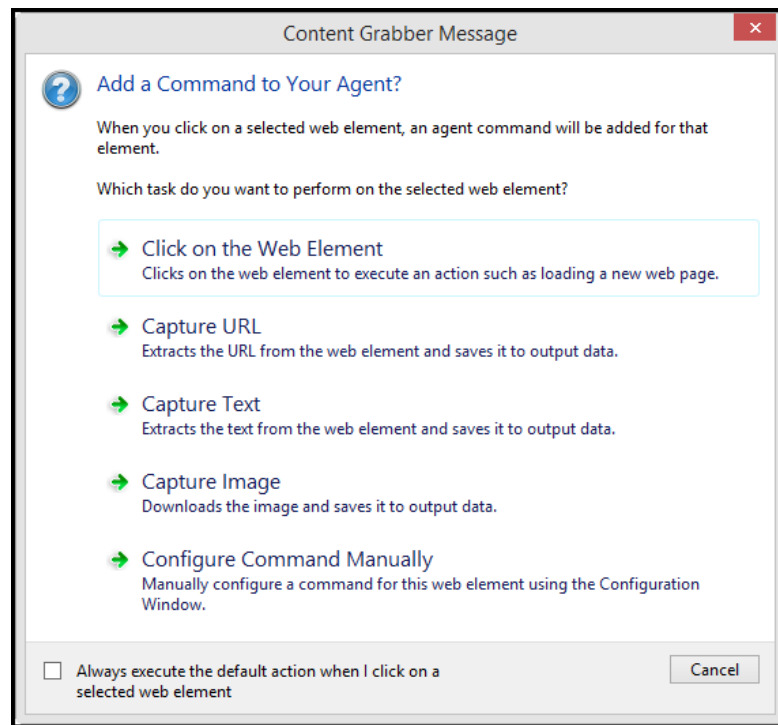 Content Grabber Message
Add a Command to Your Agent?
When you click on a selected web element, an agent command will be added for that
element.
Which task do you want to perform on the selected web element?
Click on the Web Element
Clicks on the web element to execute an action such as loading a new web page.
Capture URL
Extracts the URL from the web element and saves it to output data.
Capture Text
Extracts the text from the web element and saves it to output data.
Capture Image
Downloads the image and saves it to output data.
Configure Command Manually
Manually configure a command for this web element using the Configuration
Window.
Always execute the default action when I click on a
selected web element
Cancel